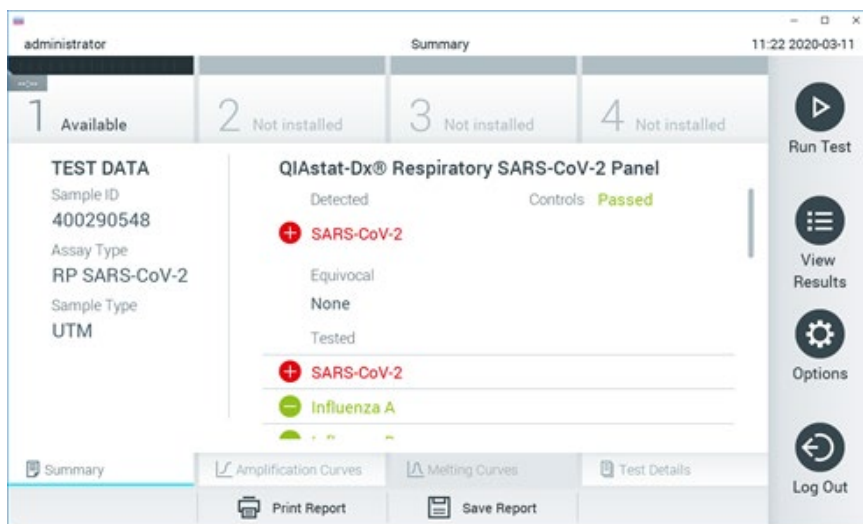 administrator Summary 11:22 2020-03-11
--:--
1 Available 2 Not installed 3 Not installed 4 Not installed
Run Test
TEST DATA
Sample ID
400290548
Assay Type
RP SARS-CoV-2
Sample Type
UTM
QIAstat-Dx® Respiratory SARS-CoV-2 Panel
Detected Controls Passed
SARS-CoV-2
Equivocal
None
Tested
SARS-CoV-2
Influenza A
View
Results
Options
Log Out
Summary Amplification Curves Melting Curves Test Details
Print Report Save Report